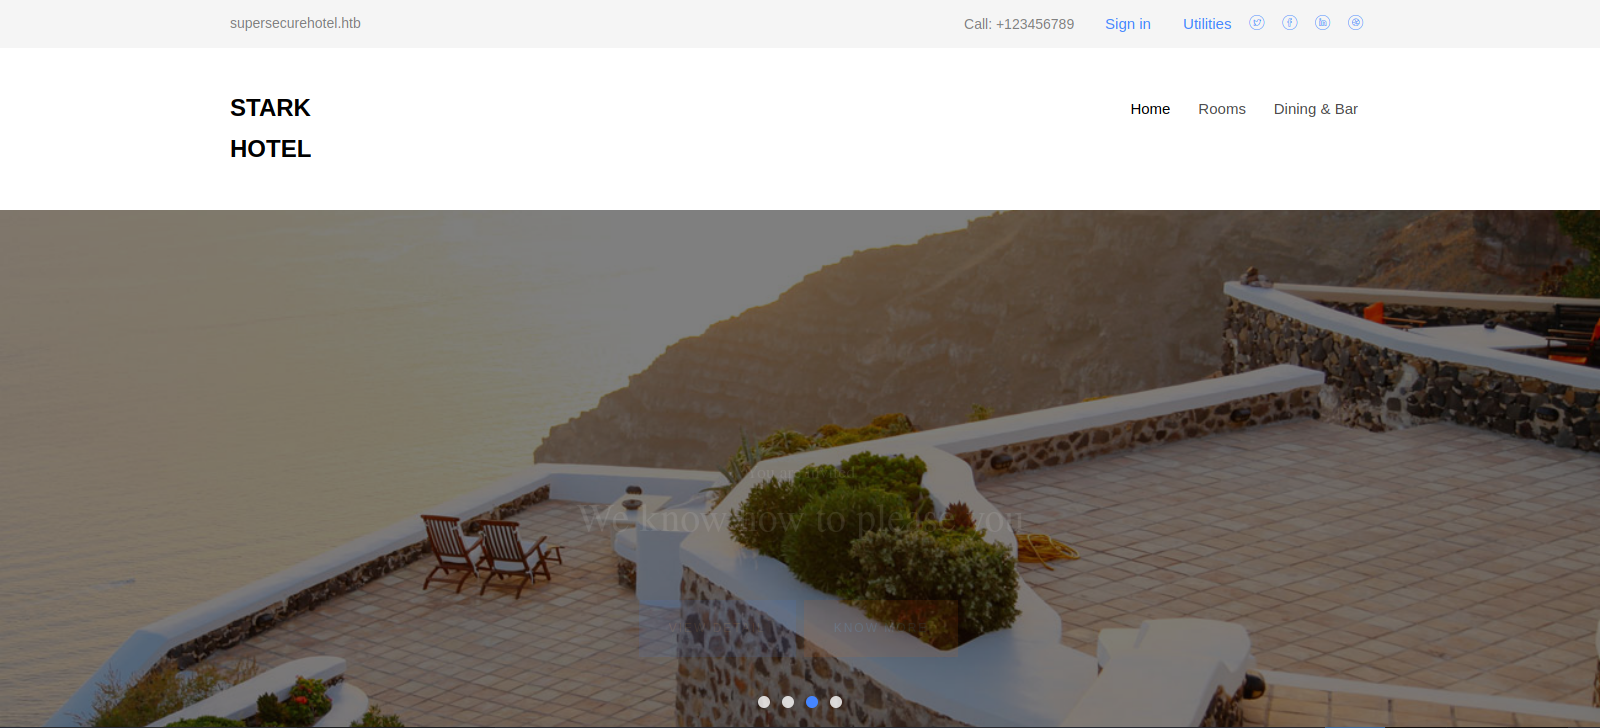 supersecurehotel.htb
Call: +123456789 Sign in Utilities
STARK
HOTEL
Home Rooms Dining & Bar
We know how to please you
KNOW MORE